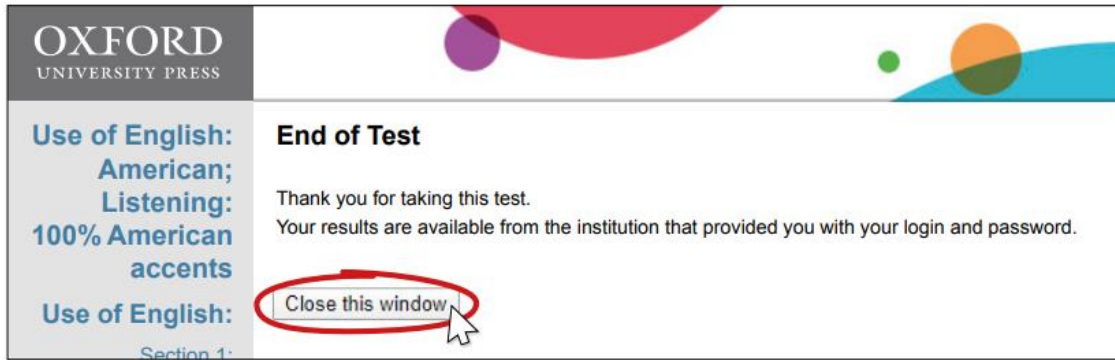 OXFORD
UNIVERSITY PRESS
Use of English:
American;
Listening:
100% American
accents
Use of English:
Section 1:
End of Test
Thank you for taking this test.
Your results are available from the institution that provided you with your login and password.
Close this window